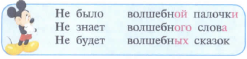 Не было волшебной палочки
Не знает волшебного слова
Не будет волшебных сказок